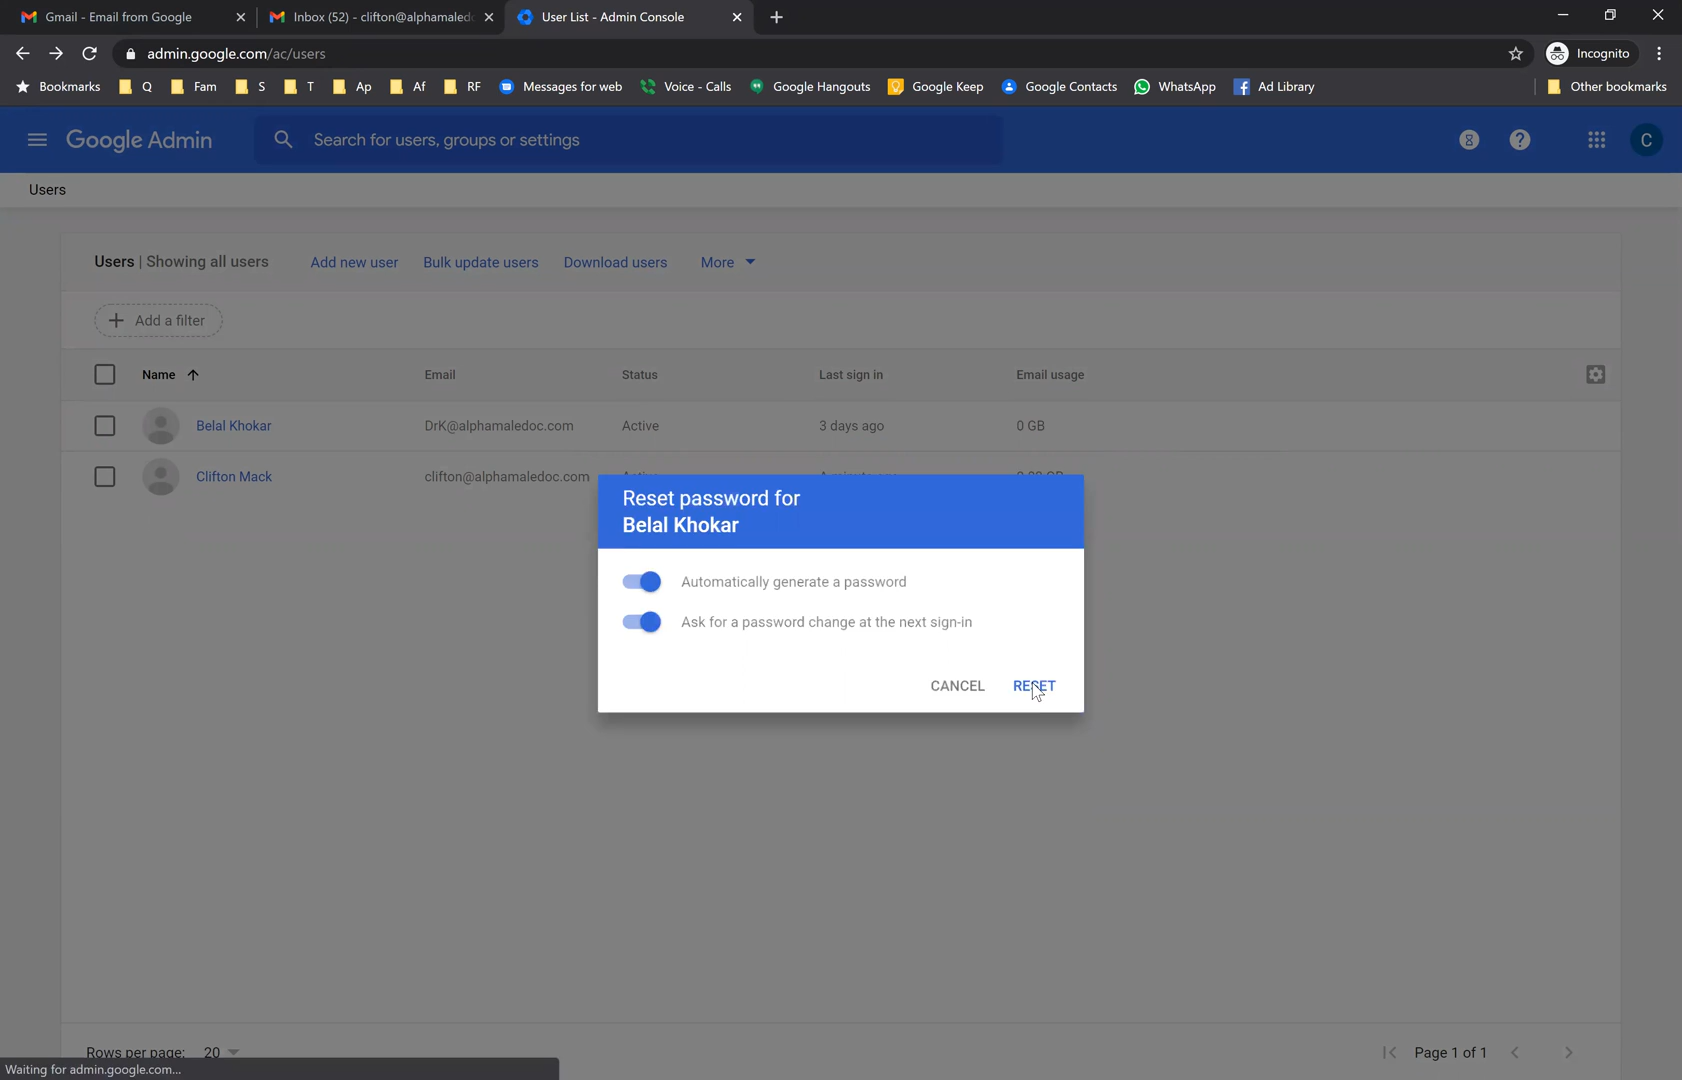 Gmail - Email from Google
Inbox (52) - clifton@alphamaledo
User List - Admin Console
admin.google.com/ac/users
Incognito
Bookmarks
Q
Fam
S
T
Ap
Af
RF
Messages for web
Voice - Calls
Google Hangouts
Google Keep
Google Contacts
WhatsApp
Ad Library
Other bookmarks
Google Admin
Search for users, groups or settings
C
Users
Users | Showing all users
Add new user
Bulk update users
Download users
More
Add a filter
Name
Email
Status
Last sign in
Email usage
Belal Khokar
DrK@alphamaledoc.com
Active
3 days ago
0 GB
Clifton Mack
clifton@alphamaledoc.com
Reset password for
Belal Khokar
Automatically generate a password
Ask for a password change at the next sign-in
CANCEL
RESET
Rows per page: 20
Page 1 of 1
Waiting for admin.google.com...